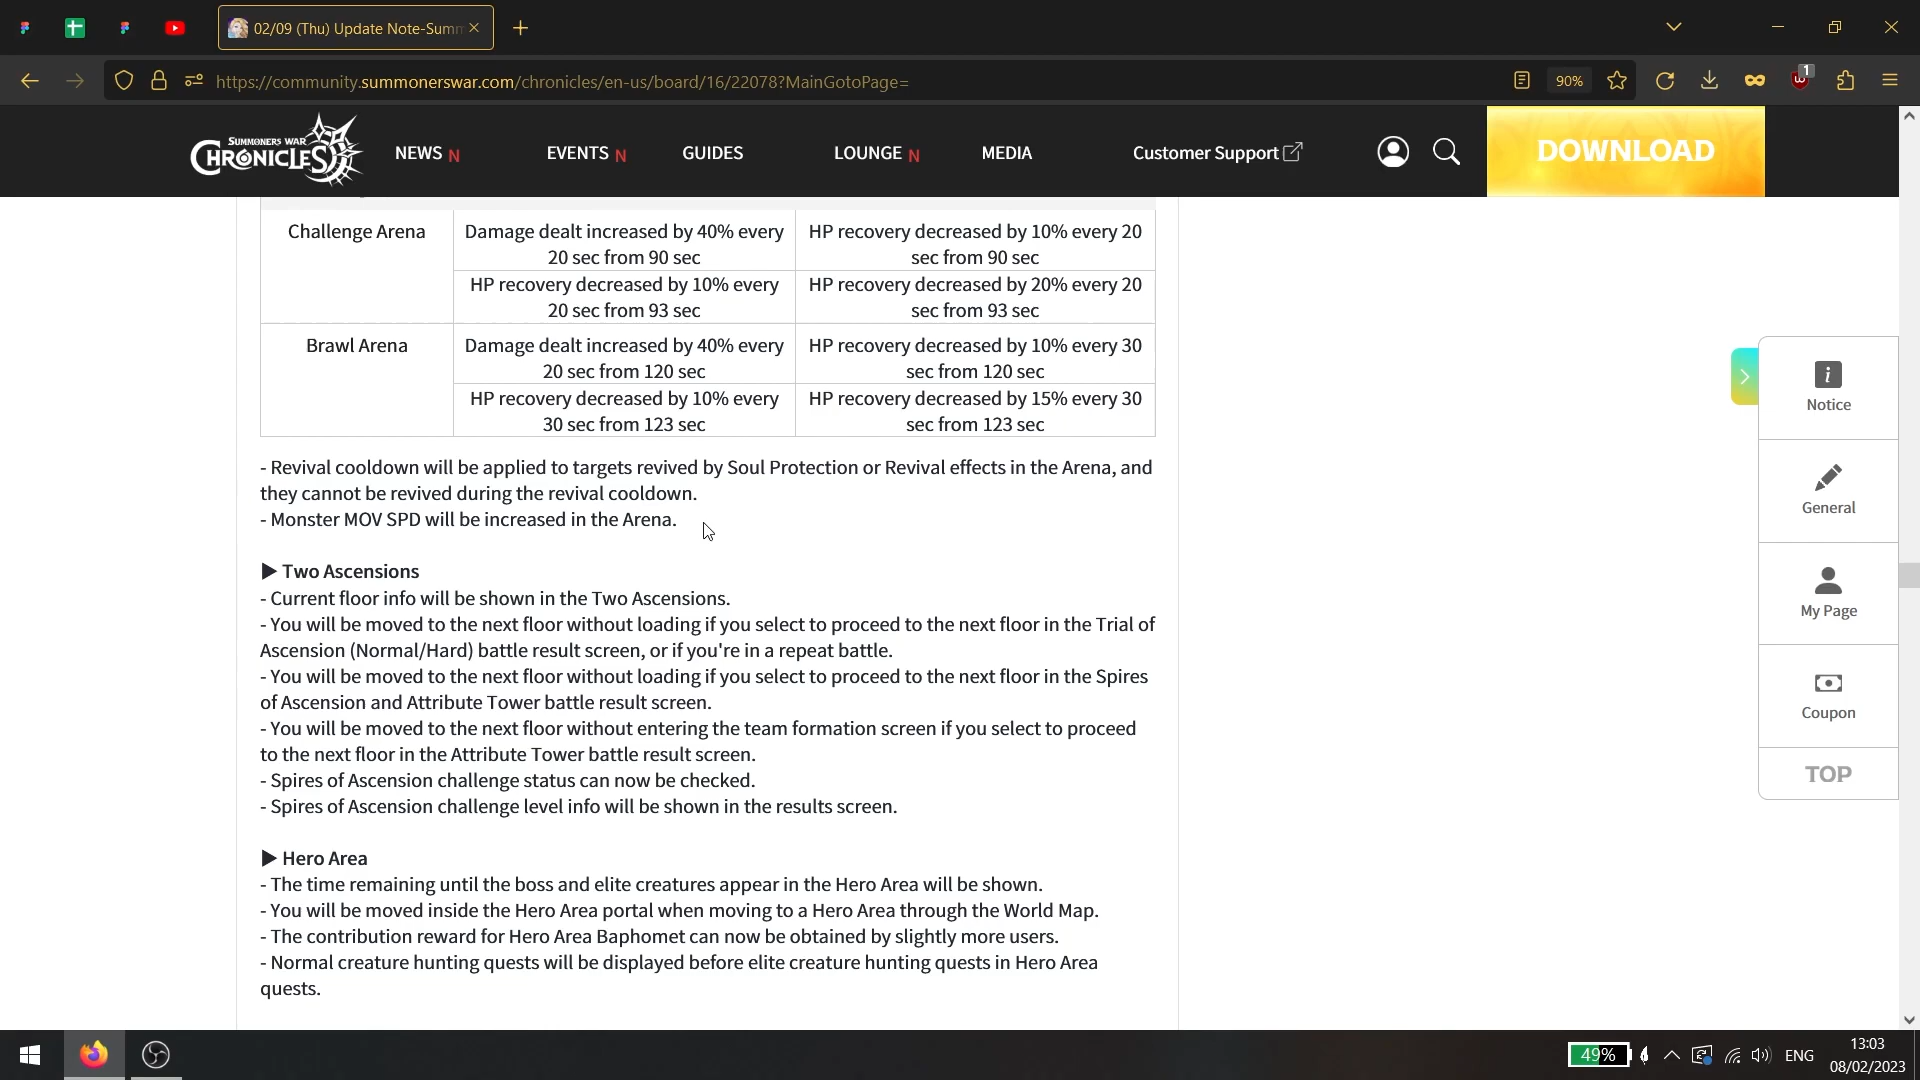 02/09 (Thu) Update Note-Summ
https://community.summonerswar.com/chronicles/en-us/board/16/22078?MainGotoPage=
90%
1
SUMMONERS WAR
CHRONICLES
NEWS N
EVENTS N
GUIDES
LOUNGE N
MEDIA
Customer Support
DOWNLOAD
Challenge Arena
Damage dealt increased by 40% every
20 sec from 90 sec
HP recovery decreased by 10% every 20
sec from 90 sec
HP recovery decreased by 10% every
20 sec from 93 sec
HP recovery decreased by 20% every 20
sec from 93 sec
Brawl Arena
Damage dealt increased by 40% every
20 sec from 120 sec
HP recovery decreased by 10% every 30
sec from 120 sec
HP recovery decreased by 10% every
30 sec from 123 sec
HP recovery decreased by 15% every 30
sec from 123 sec
- Revival cooldown will be applied to targets revived by Soul Protection or Revival effects in the Arena, and
they cannot be revived during the revival cooldown.
- Monster MOV SPD will be increased in the Arena.
▶ Two Ascensions
- Current floor info will be shown in the Two Ascensions.
- You will be moved to the next floor without loading if you select to proceed to the next floor in the Trial of
Ascension (Normal/Hard) battle result screen, or if you're in a repeat battle.
- You will be moved to the next floor without loading if you select to proceed to the next floor in the Spires
of Ascension and Attribute Tower battle result screen.
- You will be moved to the next floor without entering the team formation screen if you select to proceed
to the next floor in the Attribute Tower battle result screen.
- Spires of Ascension challenge status can now be checked.
- Spires of Ascension challenge level info will be shown in the results screen.
▶ Hero Area
- The time remaining until the boss and elite creatures appear in the Hero Area will be shown.
- You will be moved inside the Hero Area portal when moving to a Hero Area through the World Map.
- The contribution reward for Hero Area Baphomet can now be obtained by slightly more users.
- Normal creature hunting quests will be displayed before elite creature hunting quests in Hero Area
quests.
Notice
General
My Page
Coupon
TOP
49%
ENG
13:03
08/02/2023